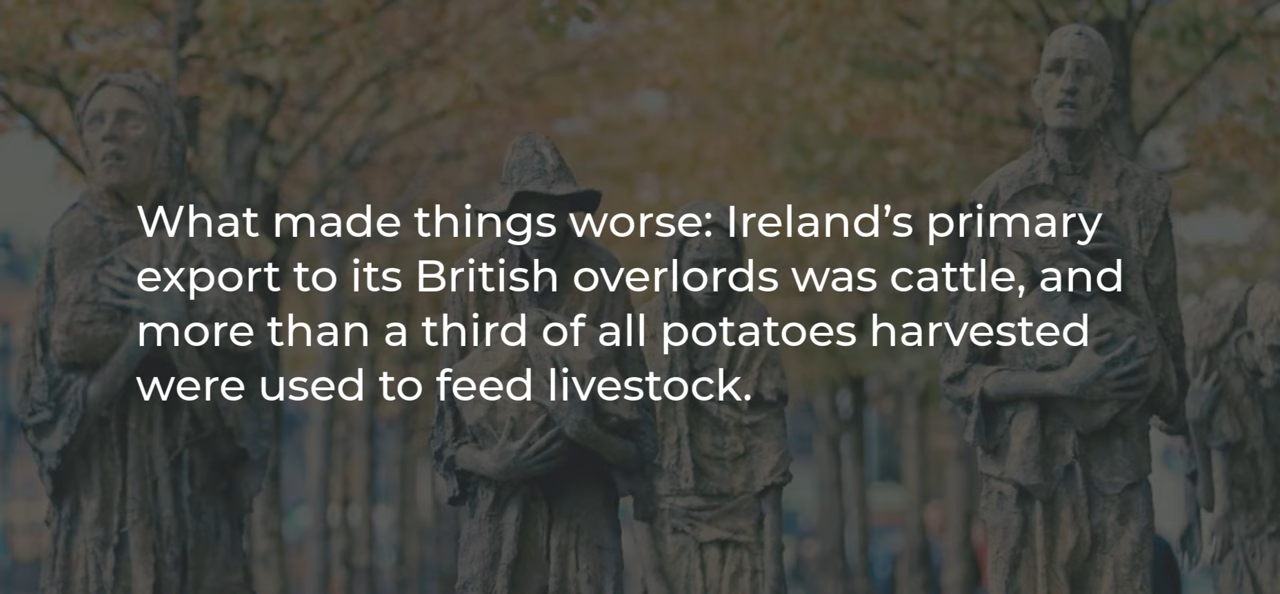 What made things worse: Ireland’s primary
export to its British overlords was cattle, and
more than a third of all potatoes harvested
were used to feed livestock.